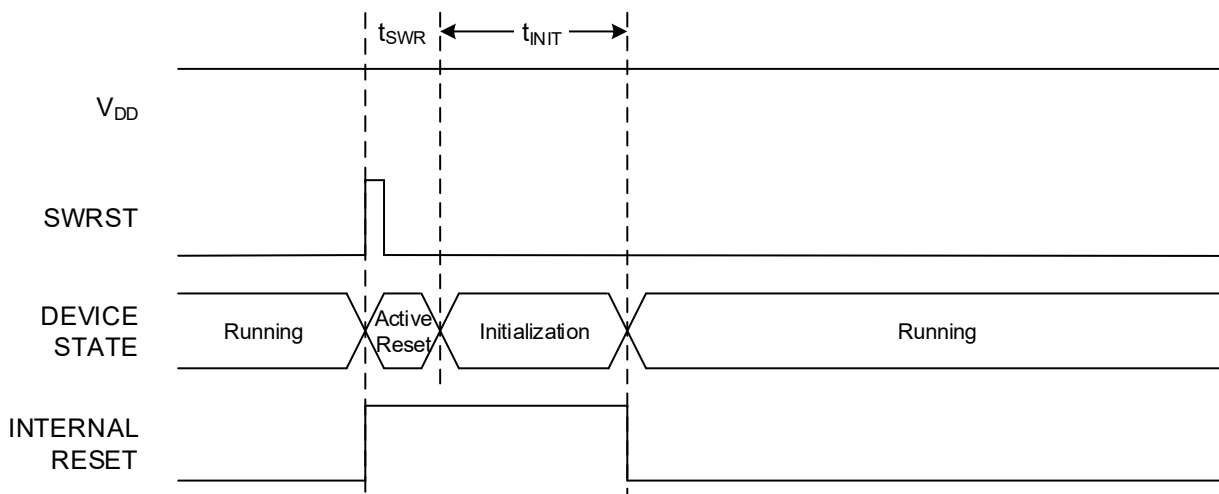 tSWR
tINIT
VDD
SWRST
DEVICE
STATE
Running
Active
Reset
Initialization
Running
INTERNAL
RESET